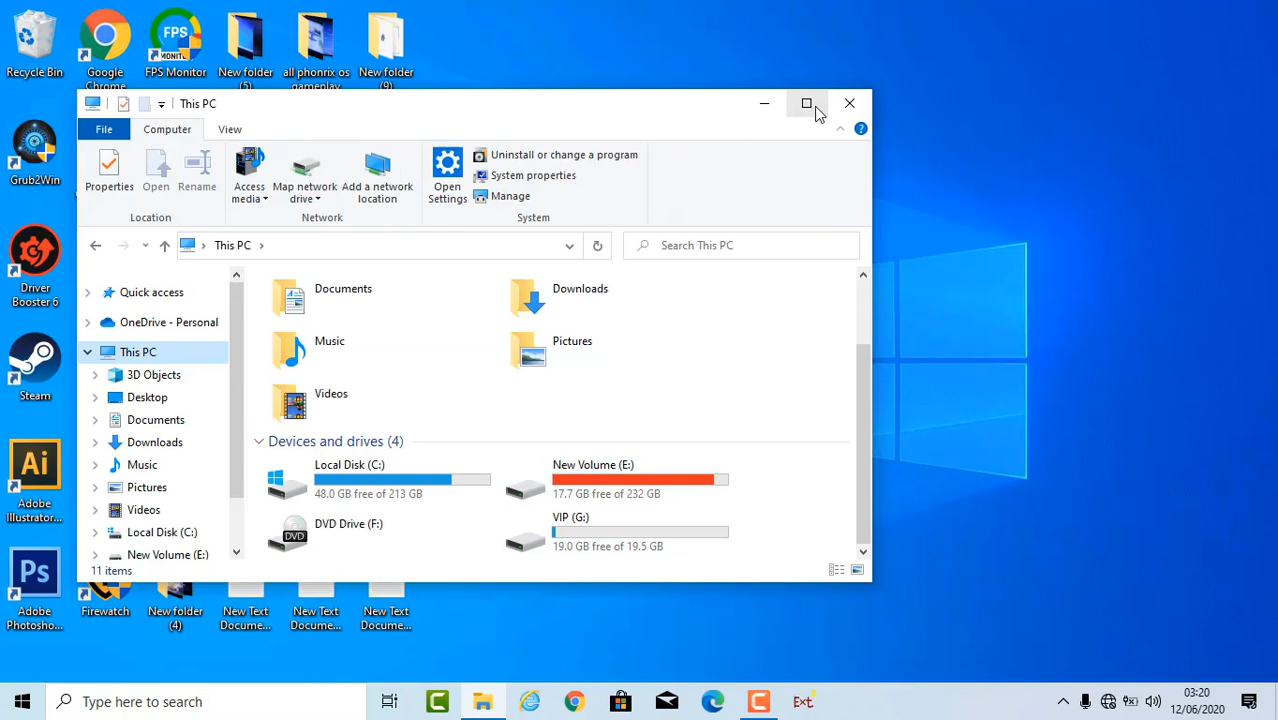 Recycle Bin
Google Chrome
FPS
MONITOR
FPS Monitor
New folder (5)
all phonrix os gameplay
New folder (9)
Grub2Win
Driver Booster 6
Steam
Ai
Adobe Illustrator...
Ps
Adobe Photosho...
Firewatch
New folder (4)
New Text Docume...
New Text Docume...
New Text Docume...
This PC
File
Computer
View
Properties
Open
Rename
Access media
Map network drive
Add a network location
Open Settings
Uninstall or change a program
System properties
Manage
Location
Network
System
This PC
Search This PC
Quick access
OneDrive - Personal
This PC
3D Objects
Desktop
Documents
Downloads
Music
Pictures
Videos
Local Disk (C:)
New Volume (E:)
Documents
Downloads
Music
Pictures
Videos
Devices and drives (4)
Local Disk (C:)
48.0 GB free of 213 GB
New Volume (E:)
17.7 GB free of 232 GB
DVD
DVD Drive (F:)
VIP (G:)
19.0 GB free of 19.5 GB
11 items
Type here to search
C
C
Ext
03:20
12/06/2020